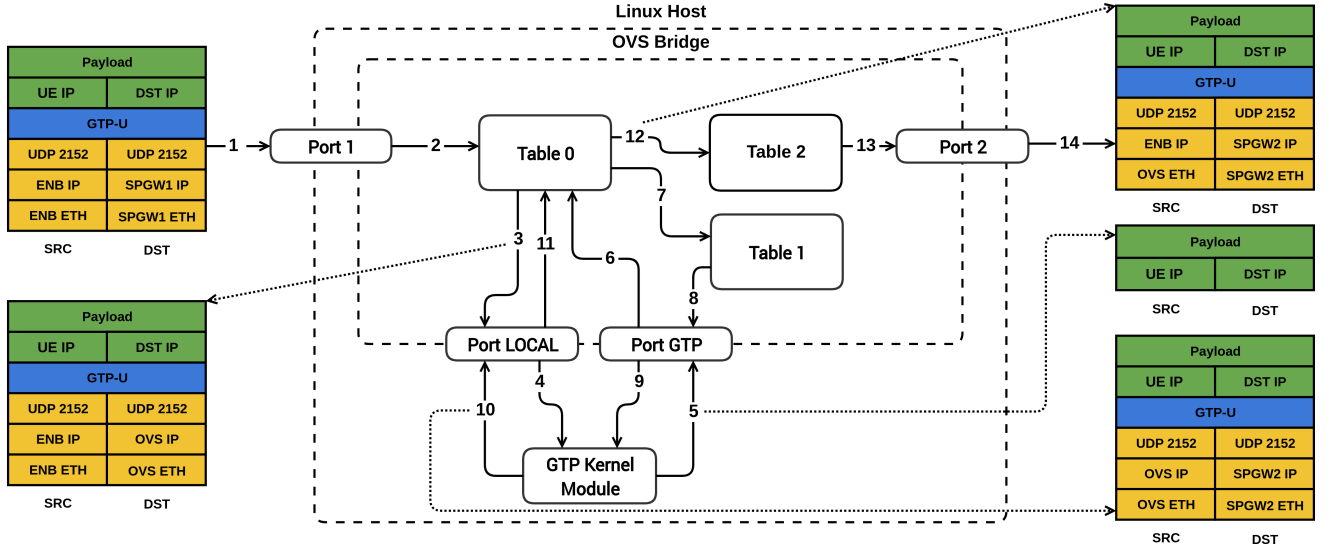 Linux Host
OVS Bridge
Payload
UE IP DST IP
GTP-U
UDP 2152 UDP 2152
ENB IP SPGW1 IP
ENB ETH SPGW1 ETH
SRC DST
Payload
UE IP DST IP
GTP-U
UDP 2152 UDP 2152
ENB IP OVS IP
ENB ETH OVS ETH
SRC DST
1
Port 1
2
Table 0
12
Table 2
13
Port 2
14
7
Table 1
3
11
6
8
Port LOCAL
Port GTP
4
9
10
5
GTP Kernel
Module
Payload
UE IP DST IP
GTP-U
UDP 2152 UDP 2152
ENB IP SPGW2 IP
OVS ETH SPGW2 ETH
SRC DST
Payload
UE IP DST IP
SRC DST
Payload
UE IP DST IP
GTP-U
UDP 2152 UDP 2152
OVS IP SPGW2 IP
OVS ETH SPGW2 ETH
SRC DST